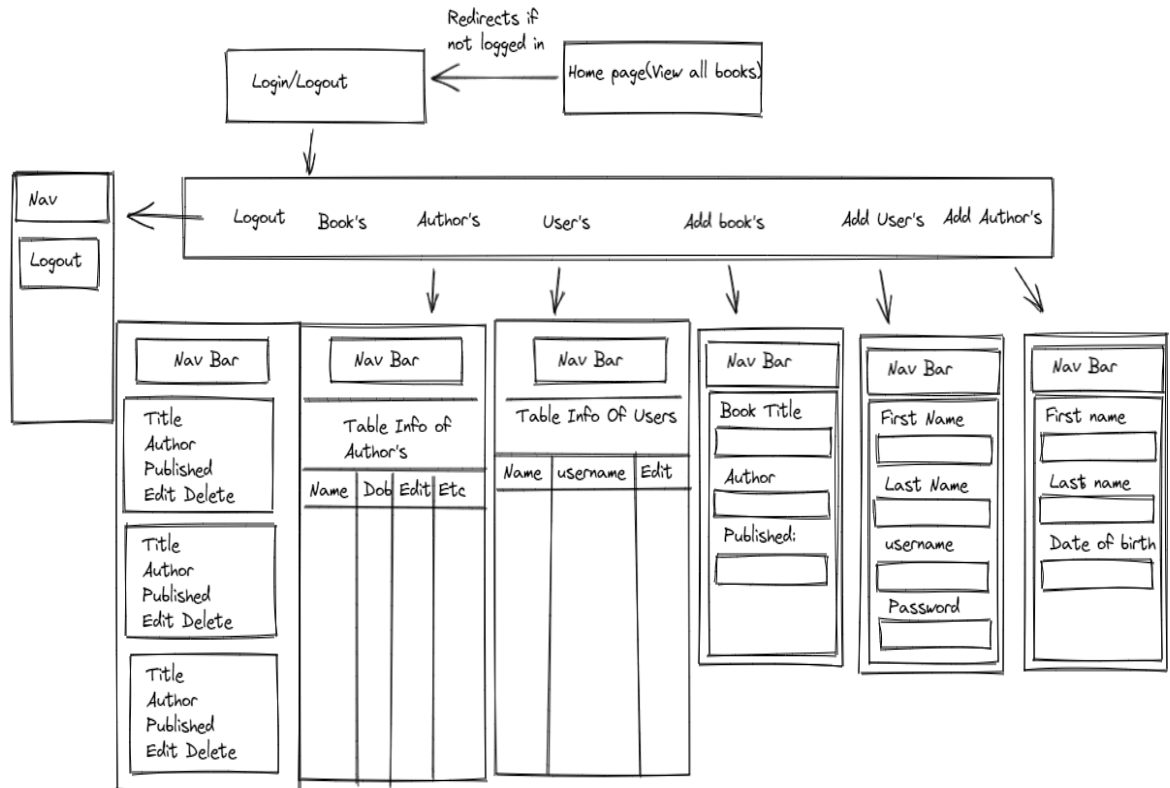 Redirects if
not logged in
Login/Logout
Home page(View all books)
Nav
Logout
Logout
Book's
Author's
User's
Add book's
Add User's
Add Author's
Nav Bar
Title
Author
Published
Edit Delete
Title
Author
Published
Edit Delete
Title
Author
Published
Edit Delete
Nav Bar
Table Info of
Author's
Name Dob Edit Etc
Nav Bar
Table Info Of Users
Name username Edit
Nav Bar
Book Title
Author
Published:
Nav Bar
First Name
Last Name
username
Password
Nav Bar
First name
Last name
Date of birth